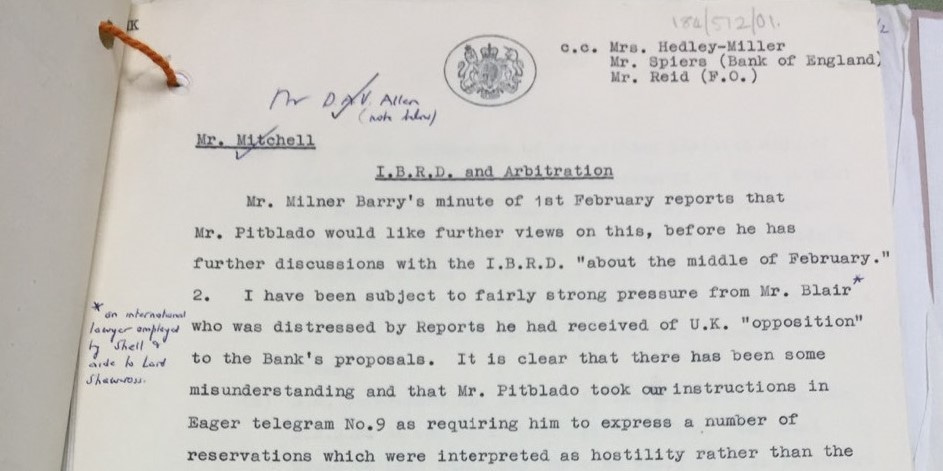 182/572/01.
c.c. Mrs. Hedley-Miller
Mr. Spiers (Bank of England)
Mr. Reid (F.O.)
Mr D.A.V. Allen
(note below)
Mr. Mitchell
I.B.R.D. and Arbitration
Mr. Milner Barry's minute of 1st February reports that
Mr. Pitblado would like further views on this, before he has
further discussions with the I.B.R.D. "about the middle of February."
2. I have been subject to fairly strong pressure from Mr. Blair*
who was distressed by Reports he had received of U.K. "opposition"
to the Bank's proposals. It is clear that there has been some
misunderstanding and that Mr. Pitblado took our instructions in
Eager telegram No.9 as requiring him to express a number of
reservations which were interpreted as hostility rather than the
* an international
lawyer employed
by Shell &
aide to Lord
Shawcross.